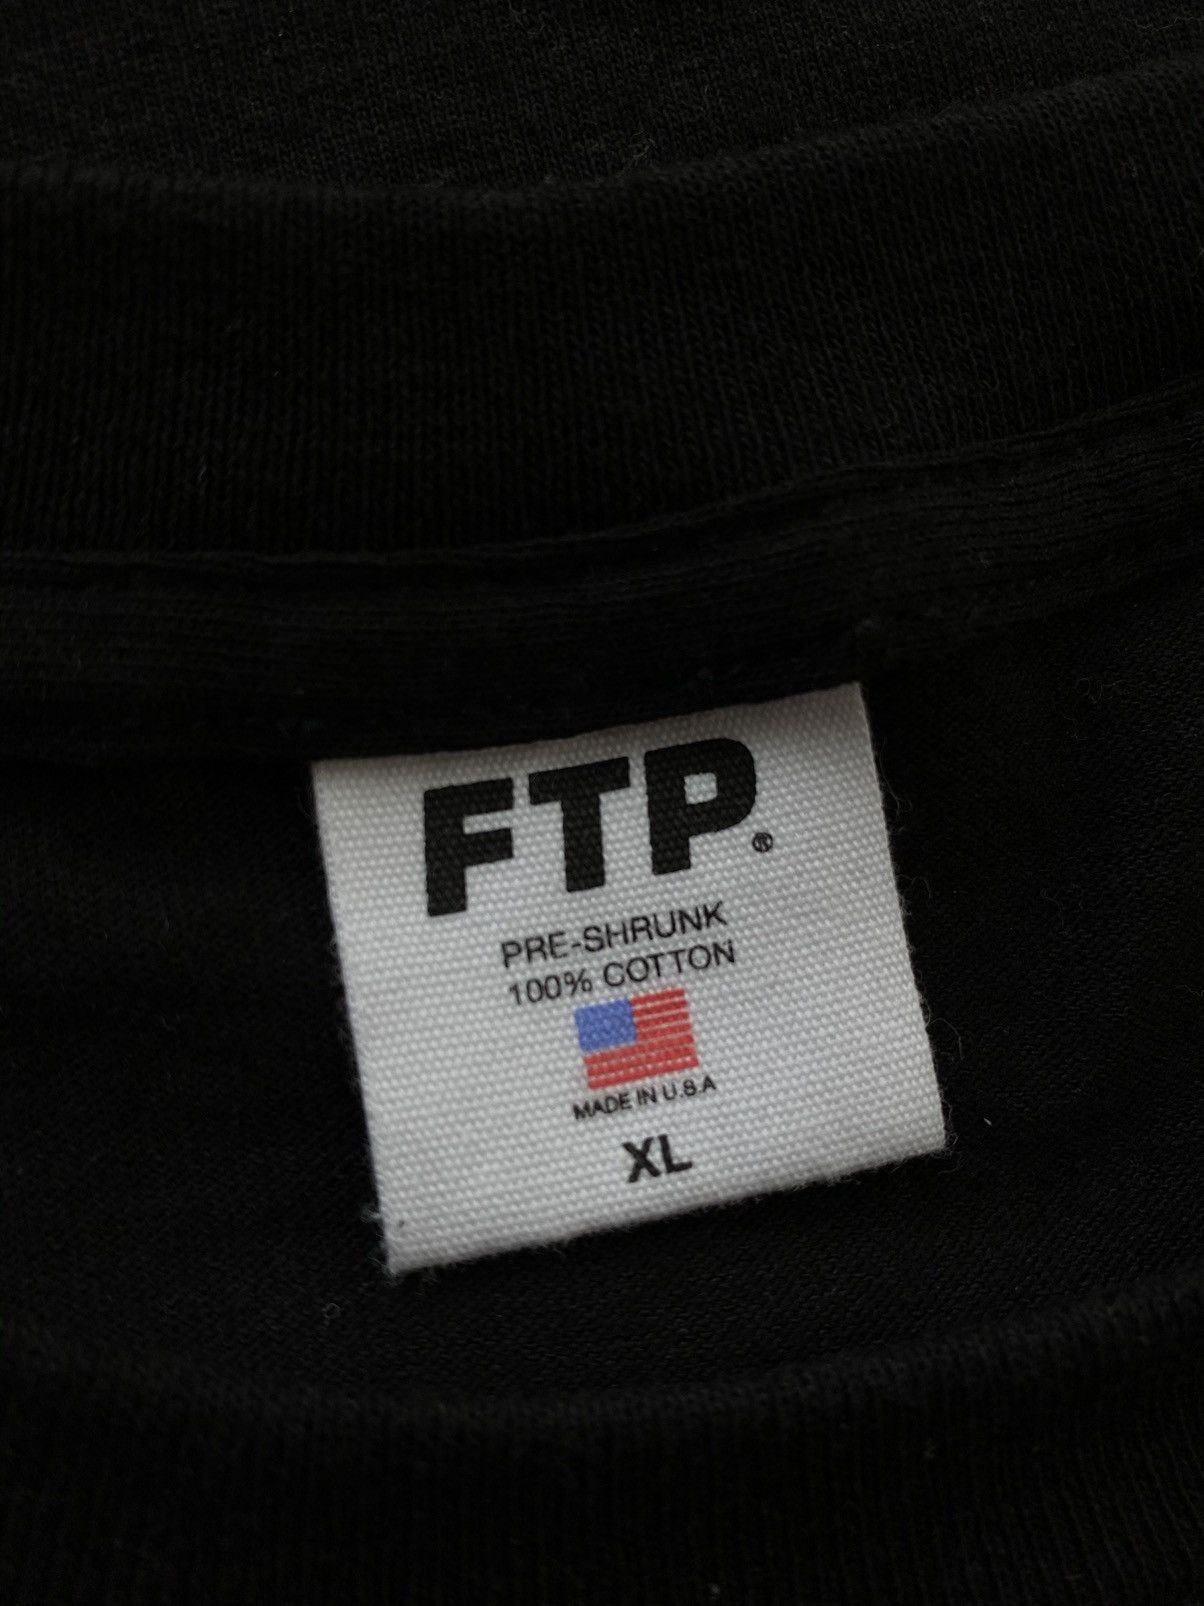 FTP.®
PRE-SHRUNK
100% COTTON
MADE IN U.S.A
XL